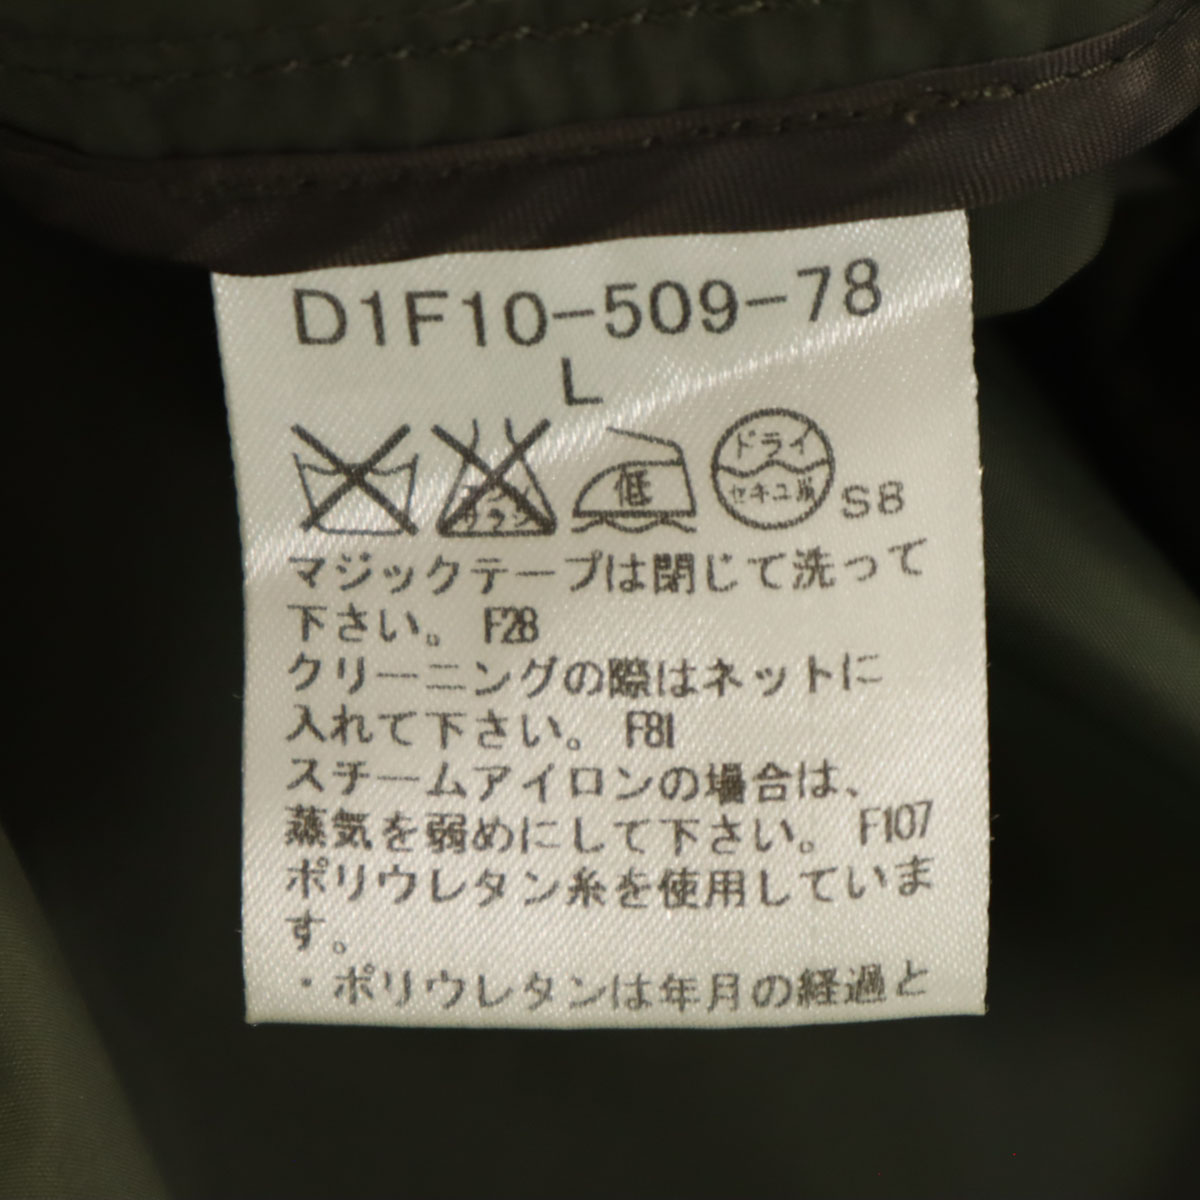 D1F10-509-78
L
低
ドライ
セキユ系
S8
マジックテープは閉じて洗って
下さい。 F28
クリーニングの際はネットに
入れて下さい。 F81
スチームアイロンの場合は、
蒸気を弱めにして下さい。 F107
ポリウレタン糸を使用していま
す。
・ポリウレタンは年月の経過と